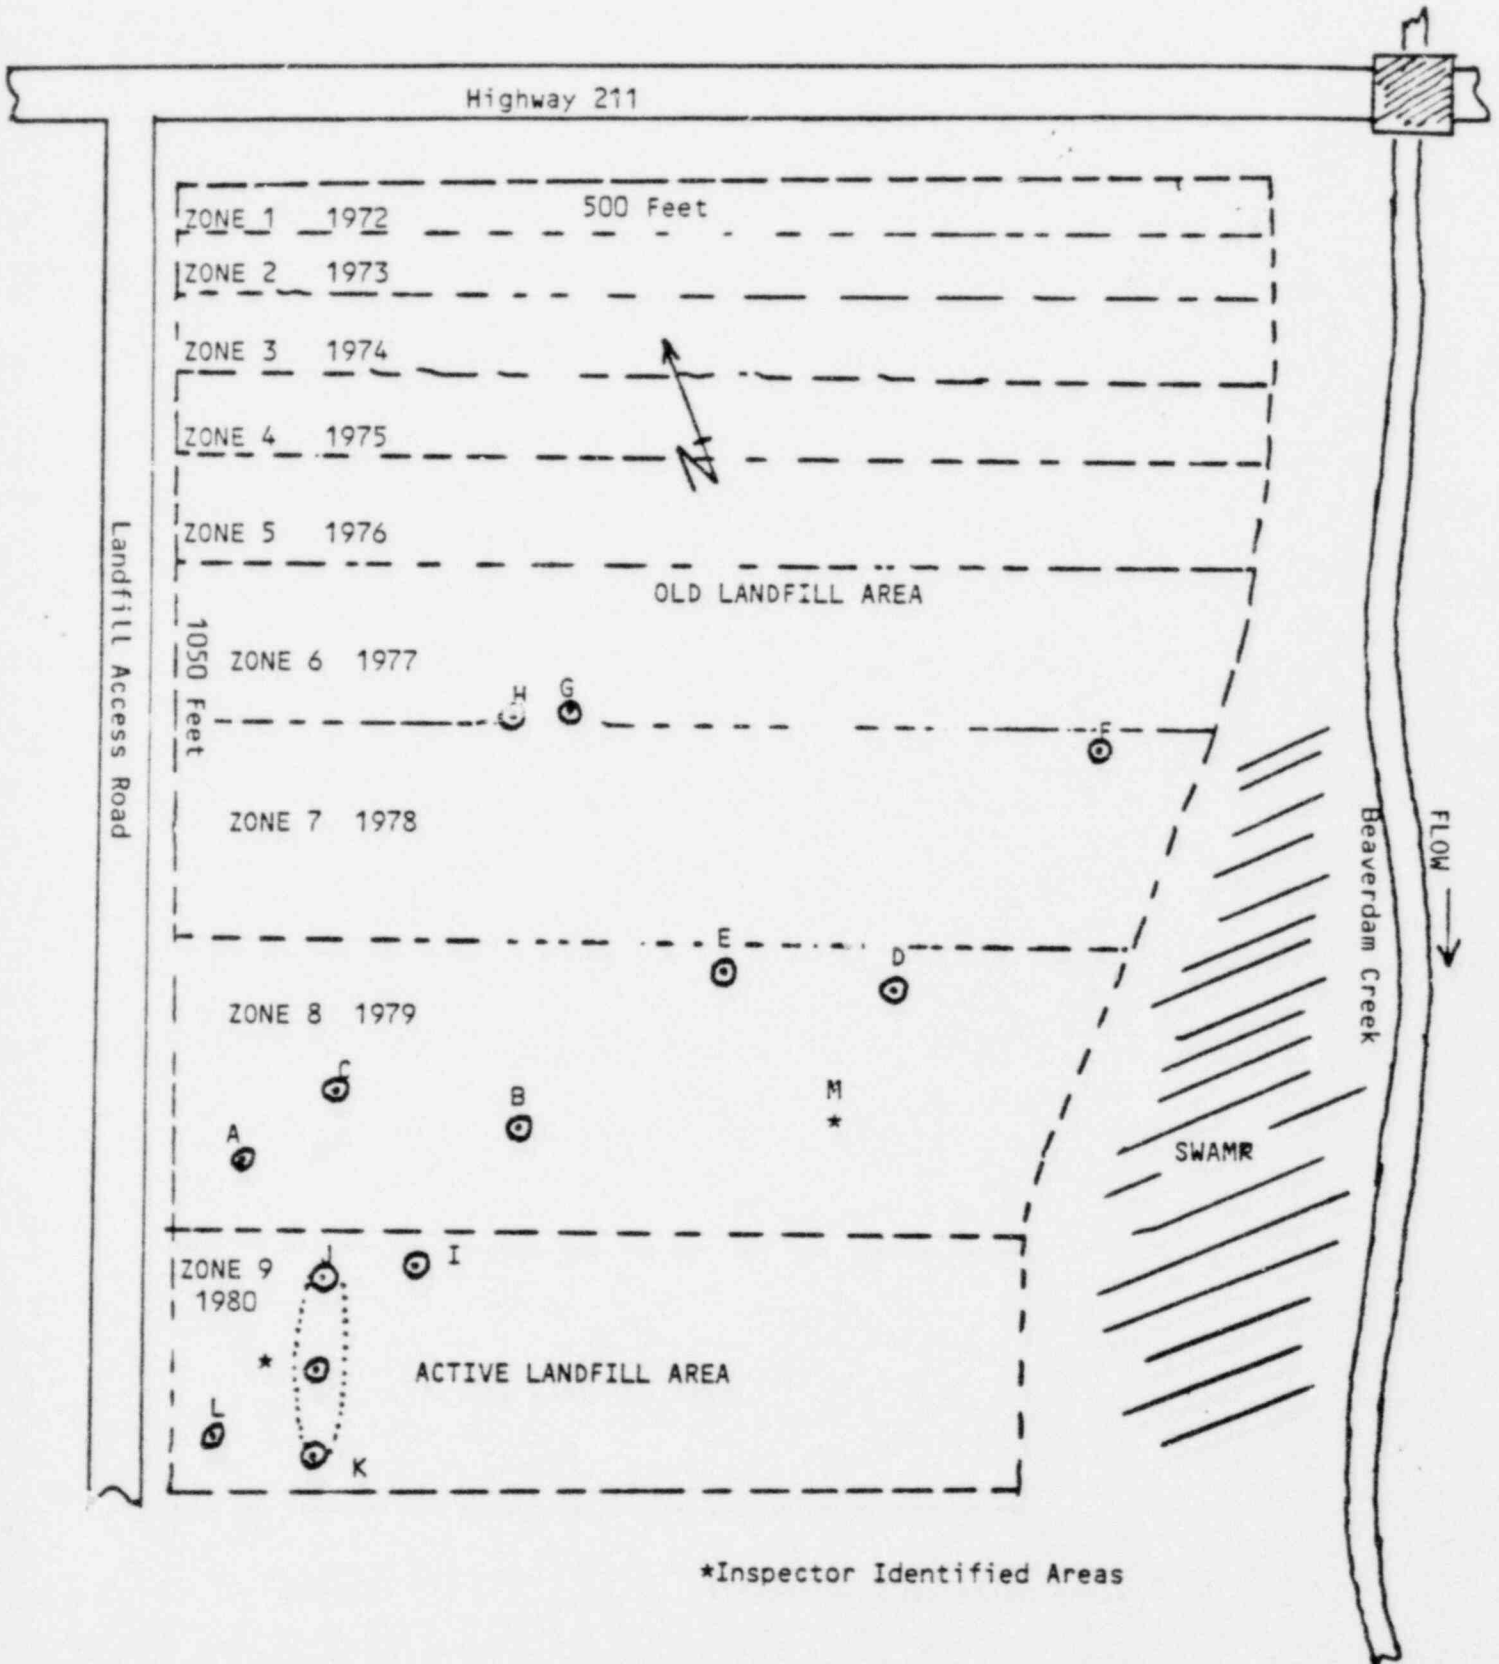 Highway 211
500 Feet
ZONE 1 1972
ZONE 2 1973
ZONE 3 1974
ZONE 4 1975
N
ZONE 5 1976
OLD LANDFILL AREA
Landfill Access Road
1050 Feet
ZONE 6 1977
H G
F
ZONE 7 1978
Beaverdam Creek
FLOW
E
D
ZONE 8 1979
C
B
M
*
A
SWAMP
J I
ZONE 9
1980
*
ACTIVE LANDFILL AREA
L
K
*Inspector Identified Areas